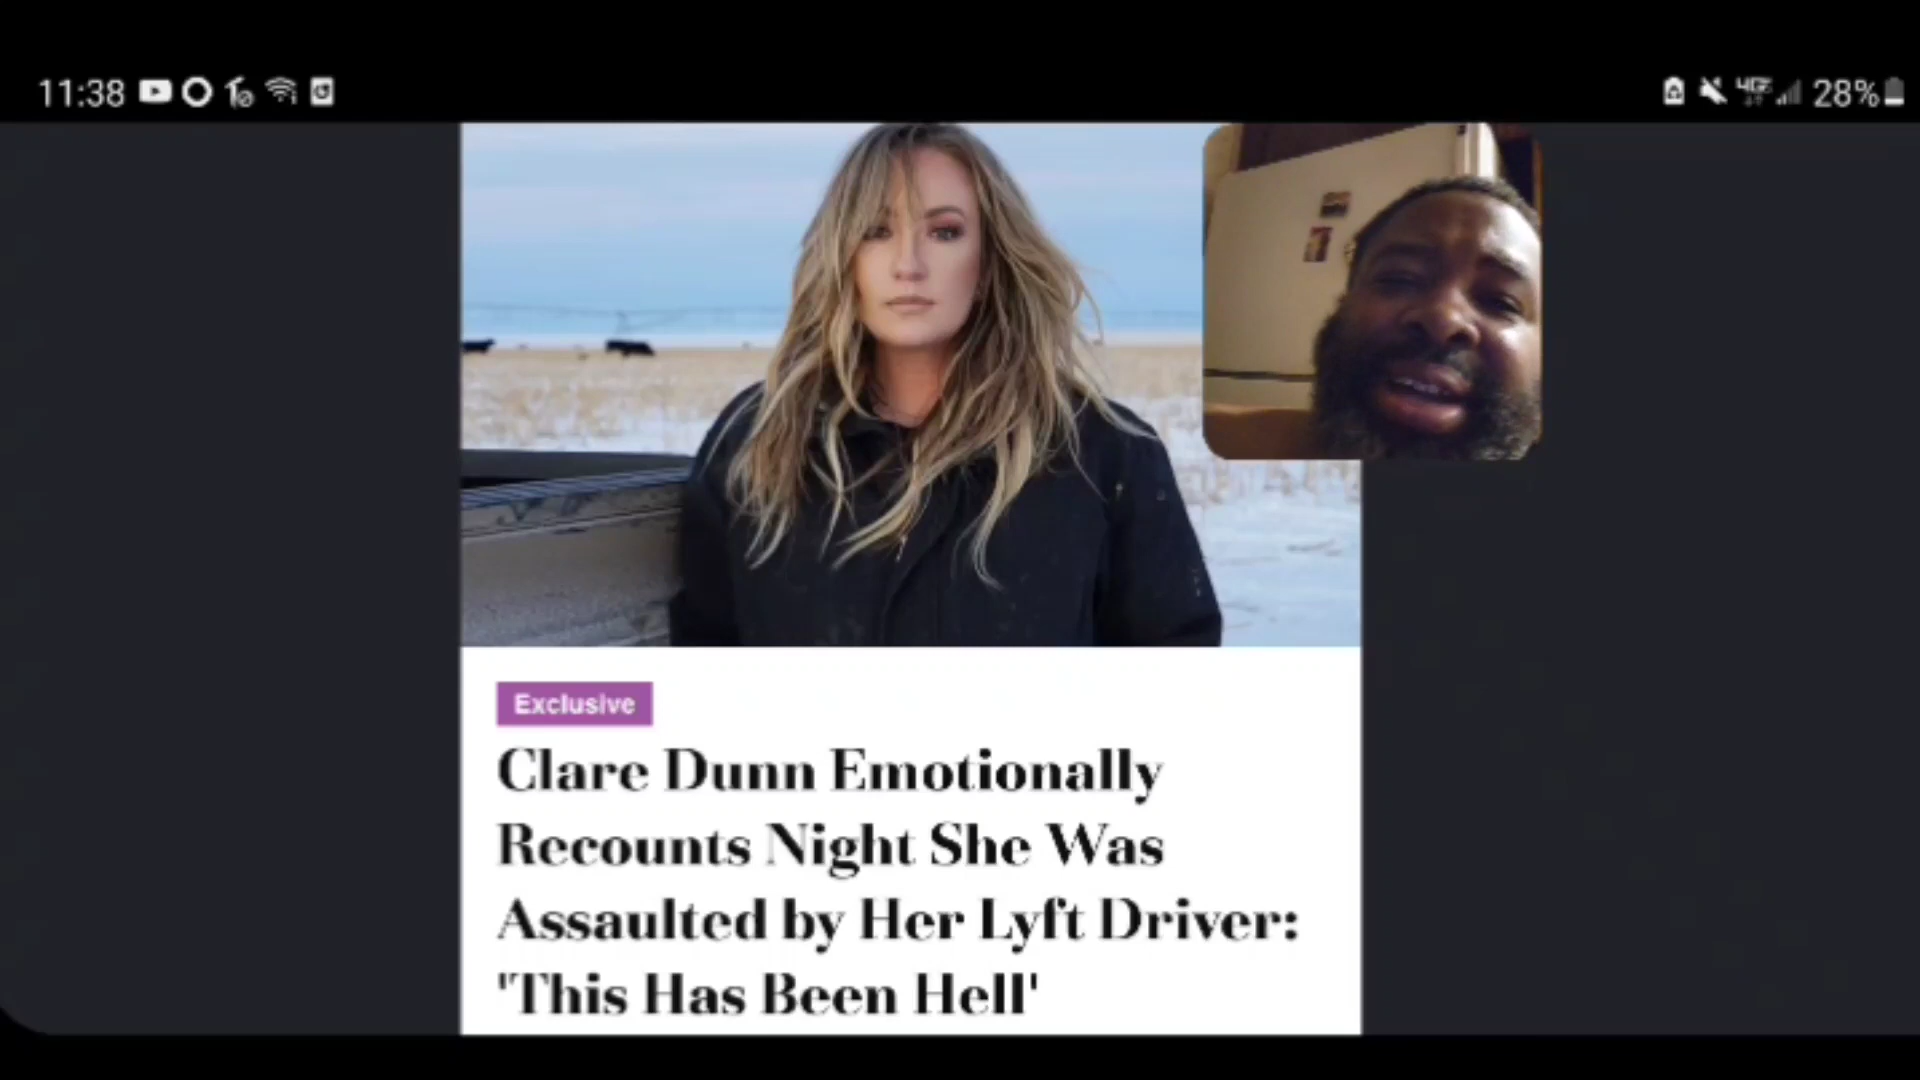 11:38
4GE 28%
Exclusive
Clare Dunn Emotionally
Recounts Night She Was
Assaulted by Her Lyft Driver:
'This Has Been Hell'